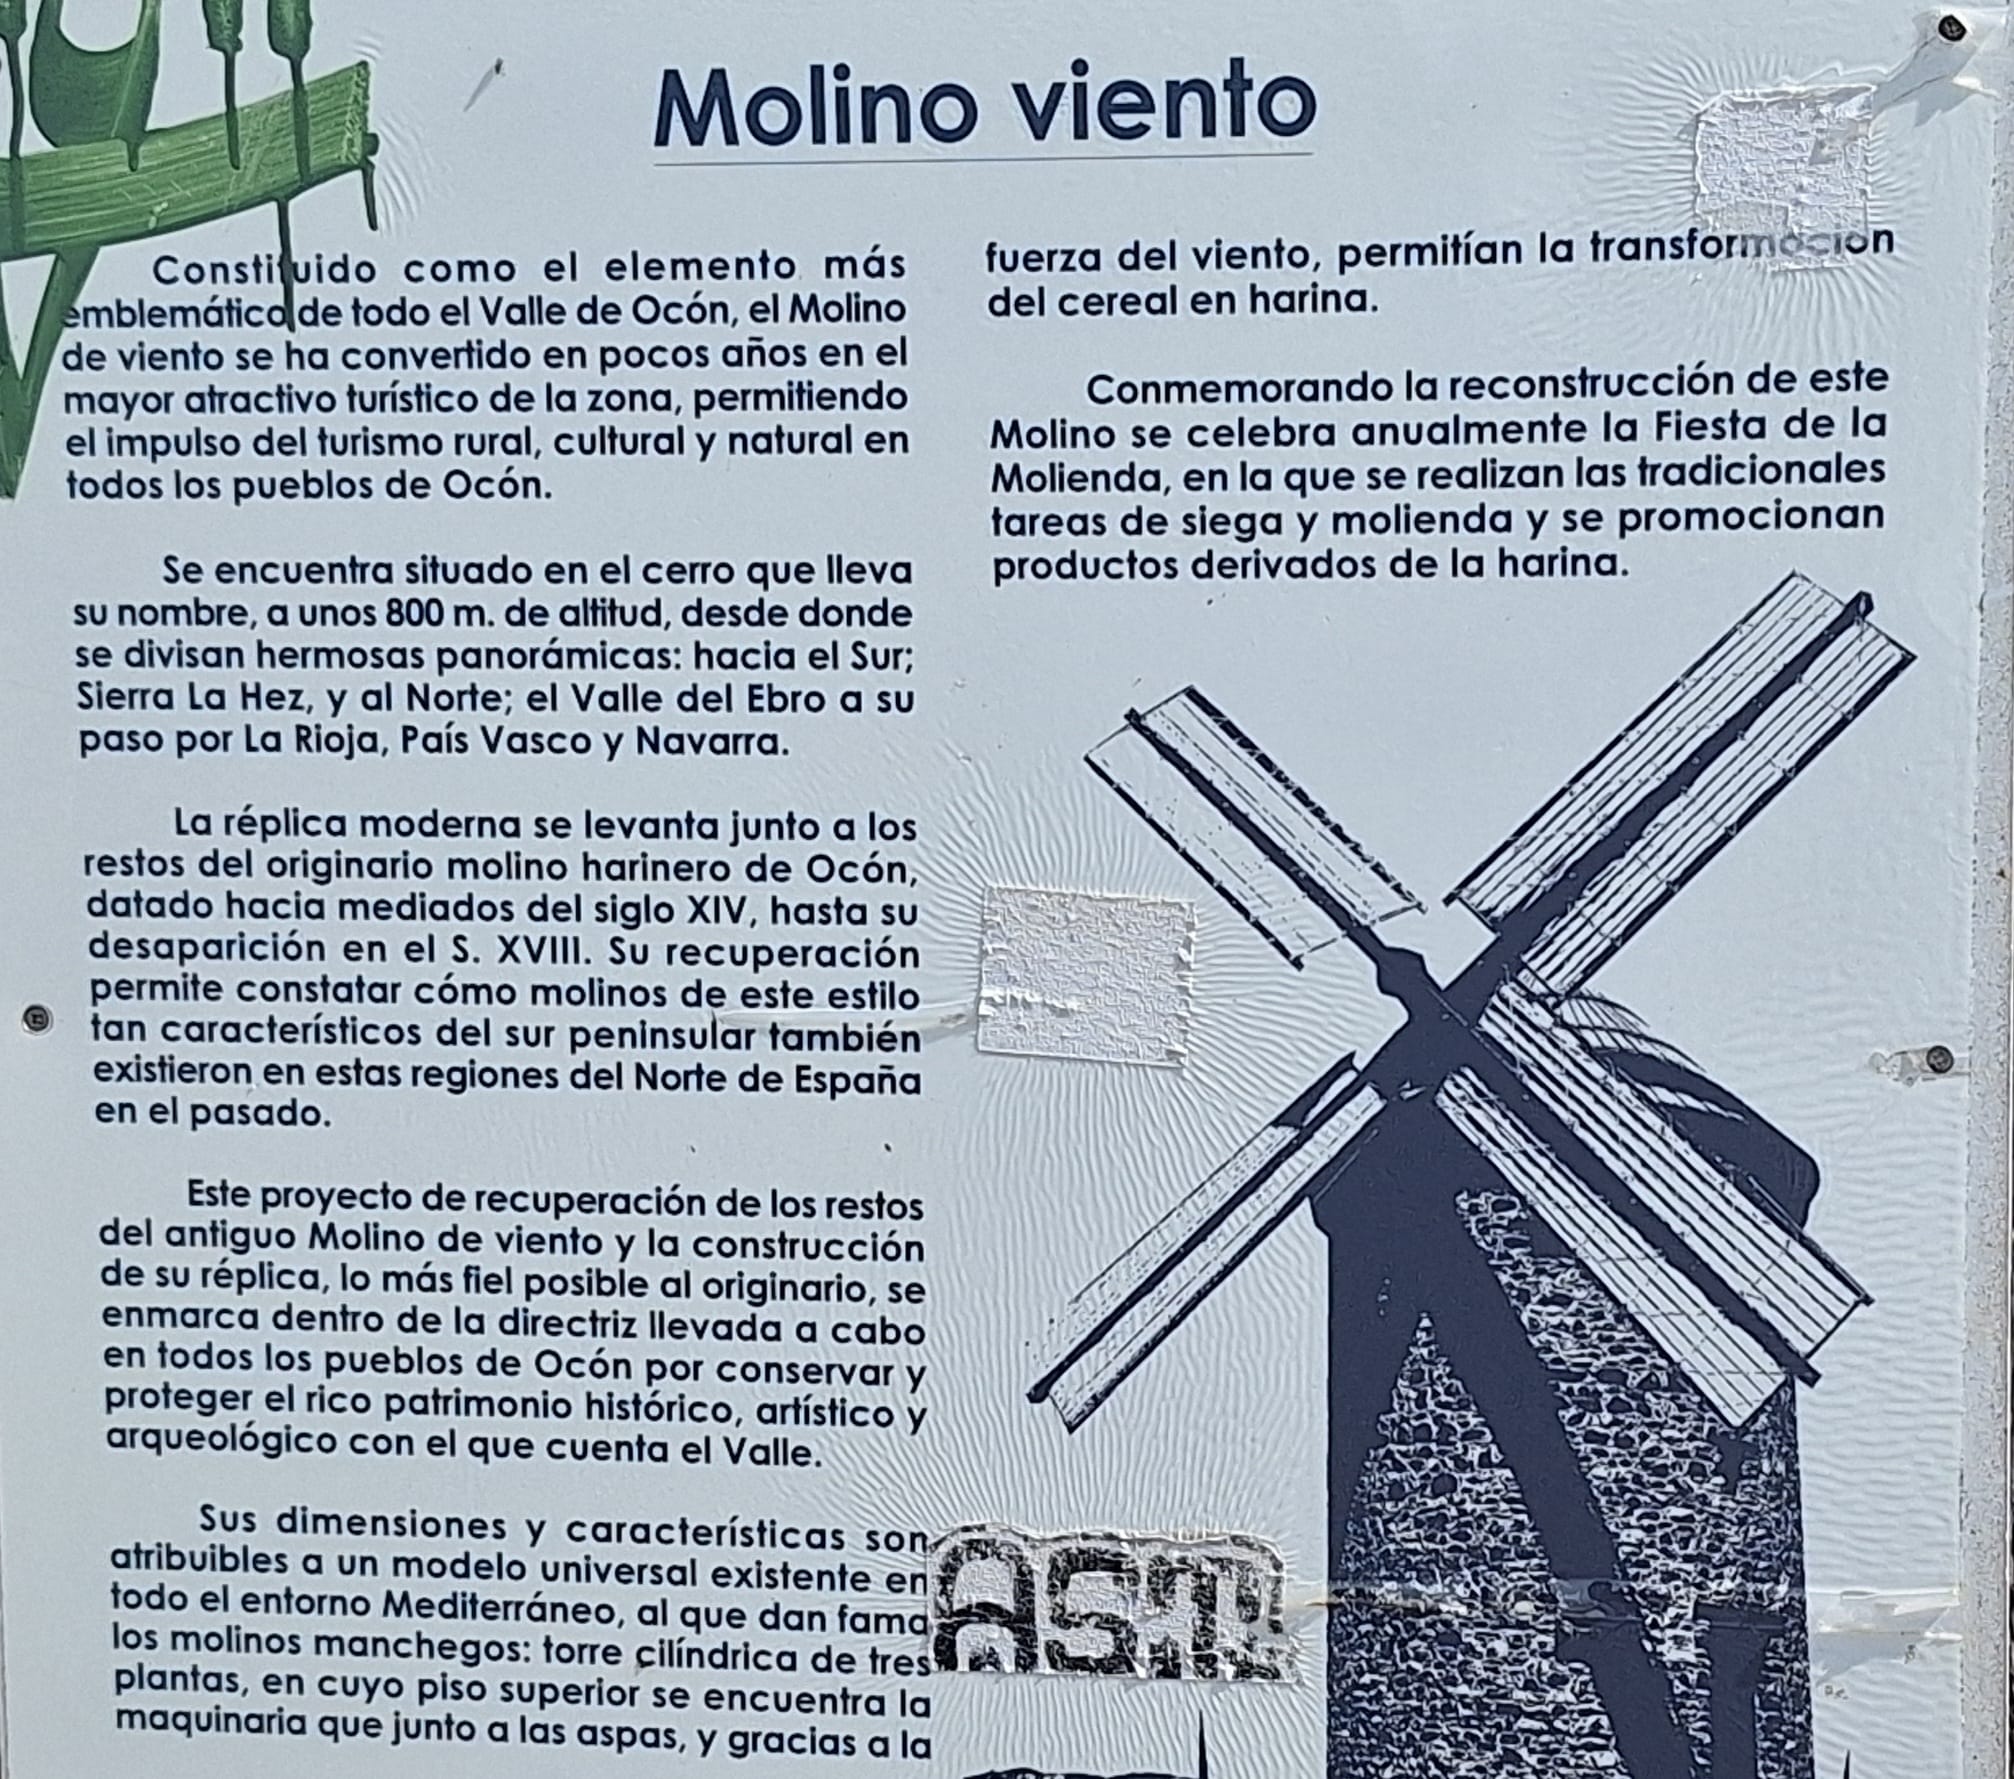 Molino viento
Constituido como el elemento más
emblemático de todo el Valle de Ocón, el Molino
de viento se ha convertido en pocos años en el
mayor atractivo turístico de la zona, permitiendo
el impulso del turismo rural, cultural y natural en
todos los pueblos de Ocón.
Se encuentra situado en el cerro que lleva
su nombre, a unos 800 m. de altitud, desde donde
se divisan hermosas panorámicas: hacia el Sur;
Sierra La Hez, y al Norte; el Valle del Ebro a su
paso por La Rioja, País Vasco y Navarra.
La réplica moderna se levanta junto a los
restos del originario molino harinero de Ocón,
datado hacia mediados del siglo XIV, hasta su
desaparición en el S. XVIII. Su recuperación
permite constatar cómo molinos de este estilo
tan característicos del sur peninsular también
existieron en estas regiones del Norte de España
en el pasado.
Este proyecto de recuperación de los restos
del antiguo Molino de viento y la construcción
de su réplica, lo más fiel posible al originario, se
enmarca dentro de la directriz llevada a cabo
en todos los pueblos de Ocón por conservar y
proteger el rico patrimonio histórico, artístico y
arqueológico con el que cuenta el Valle.
Sus dimensiones y características son
atribuibles a un modelo universal existente en
todo el entorno Mediterráneo, al que dan fama
los molinos manchegos: torre cilíndrica de tres
plantas, en cuyo piso superior se encuentra la
maquinaria que junto a las aspas, y gracias a la
fuerza del viento, permitían la transformación
del cereal en harina.
Conmemorando la reconstrucción de este
Molino se celebra anualmente la Fiesta de la
Molienda, en la que se realizan las tradicionales
tareas de siega y molienda y se promocionan
productos derivados de la harina.